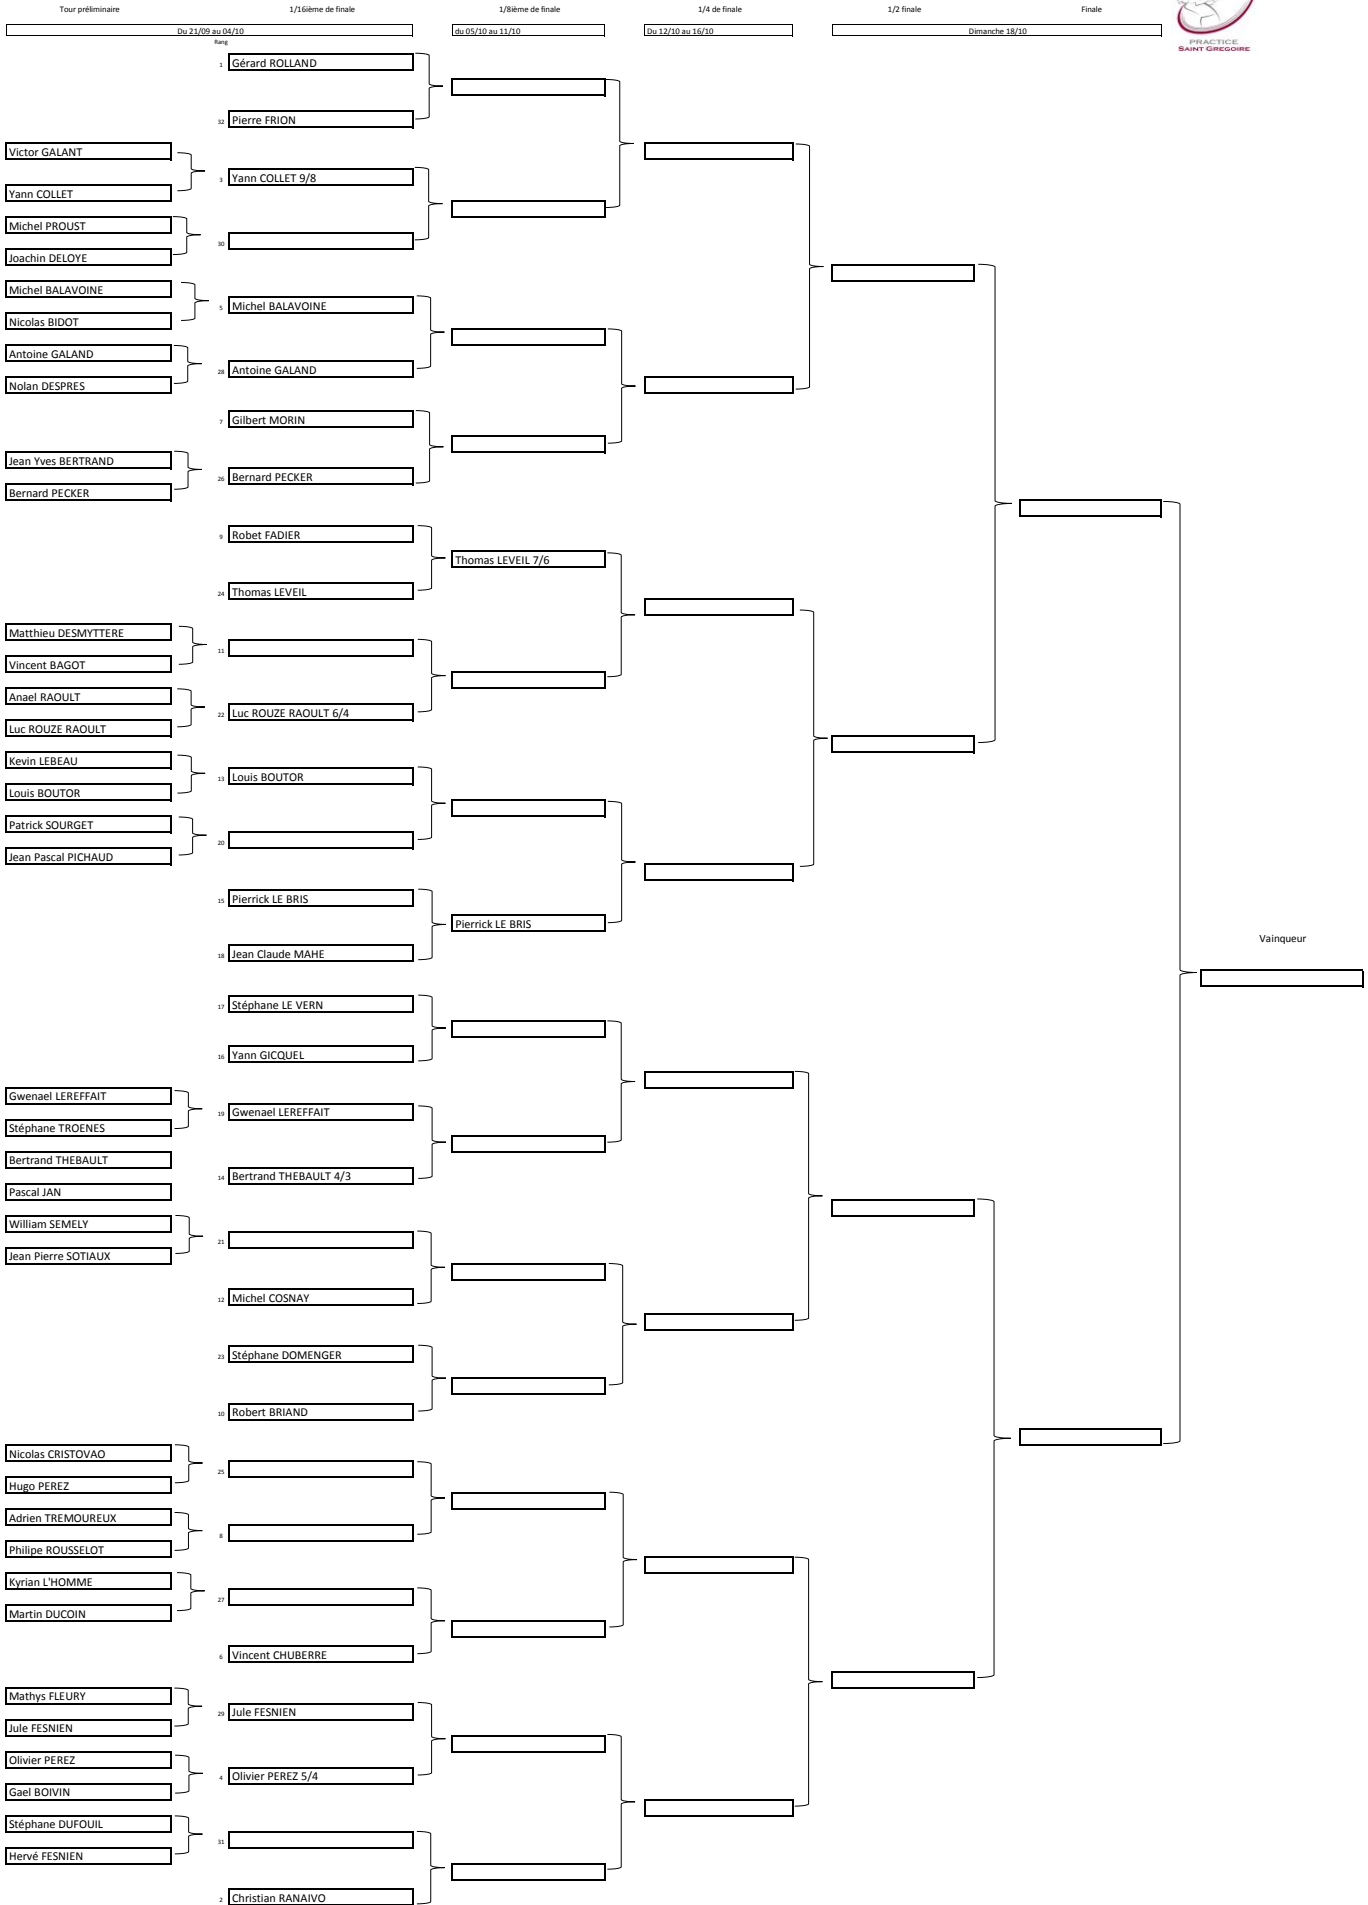 Tour préliminaire
1/16ième de finale
1/8ième de finale
1/4 de finale
1/2 finale
Finale
Du 21/09 au 04/10
du 05/10 au 11/10
Du 12/10 au 16/10
Dimanche 18/10
PRACTICE
SAINT GREGOIRE
Rang
1 Gérard ROLLAND
32 Pierre FRION
Victor GALANT
3 Yann COLLET 9/8
Yann COLLET
Michel PROUST
30
Joachin DELOYE
Michel BALAVOINE
5 Michel BALAVOINE
Nicolas BIDOT
Antoine GALAND
28 Antoine GALAND
Nolan DESPRES
7 Gilbert MORIN
Jean Yves BERTRAND
26 Bernard PECKER
Bernard PECKER
9 Robet FADIER
Thomas LEVEIL 7/6
24 Thomas LEVEIL
Matthieu DESMYTTERE
11
Vincent BAGOT
Anael RAOULT
22 Luc ROUZE RAOULT 6/4
Luc ROUZE RAOULT
Kevin LEBEAU
13 Louis BOUTOR
Louis BOUTOR
Patrick SOURGET
20
Jean Pascal PICHAUD
15 Pierrick LE BRIS
Pierrick LE BRIS
Vainqueur
18 Jean Claude MAHE
17 Stéphane LE VERN
16 Yann GICQUEL
Gwenael LEREFFAIT
19 Gwenael LEREFFAIT
Stéphane TROENES
Bertrand THEBAULT
14 Bertrand THEBAULT 4/3
Pascal JAN
William SEMELY
21
Jean Pierre SOTIAUX
12 Michel COSNAY
23 Stéphane DOMENGER
10 Robert BRIAND
Nicolas CRISTOVAO
25
Hugo PEREZ
Adrien TREMOUREUX
8
Philipe ROUSSELOT
Kyrian L'HOMME
27
Martin DUCOIN
6 Vincent CHUBERRE
Mathys FLEURY
29 Jule FESNIEN
Jule FESNIEN
Olivier PEREZ
4 Olivier PEREZ 5/4
Gael BOIVIN
Stéphane DUFOUIL
31
Hervé FESNIEN
2 Christian RANAIVO